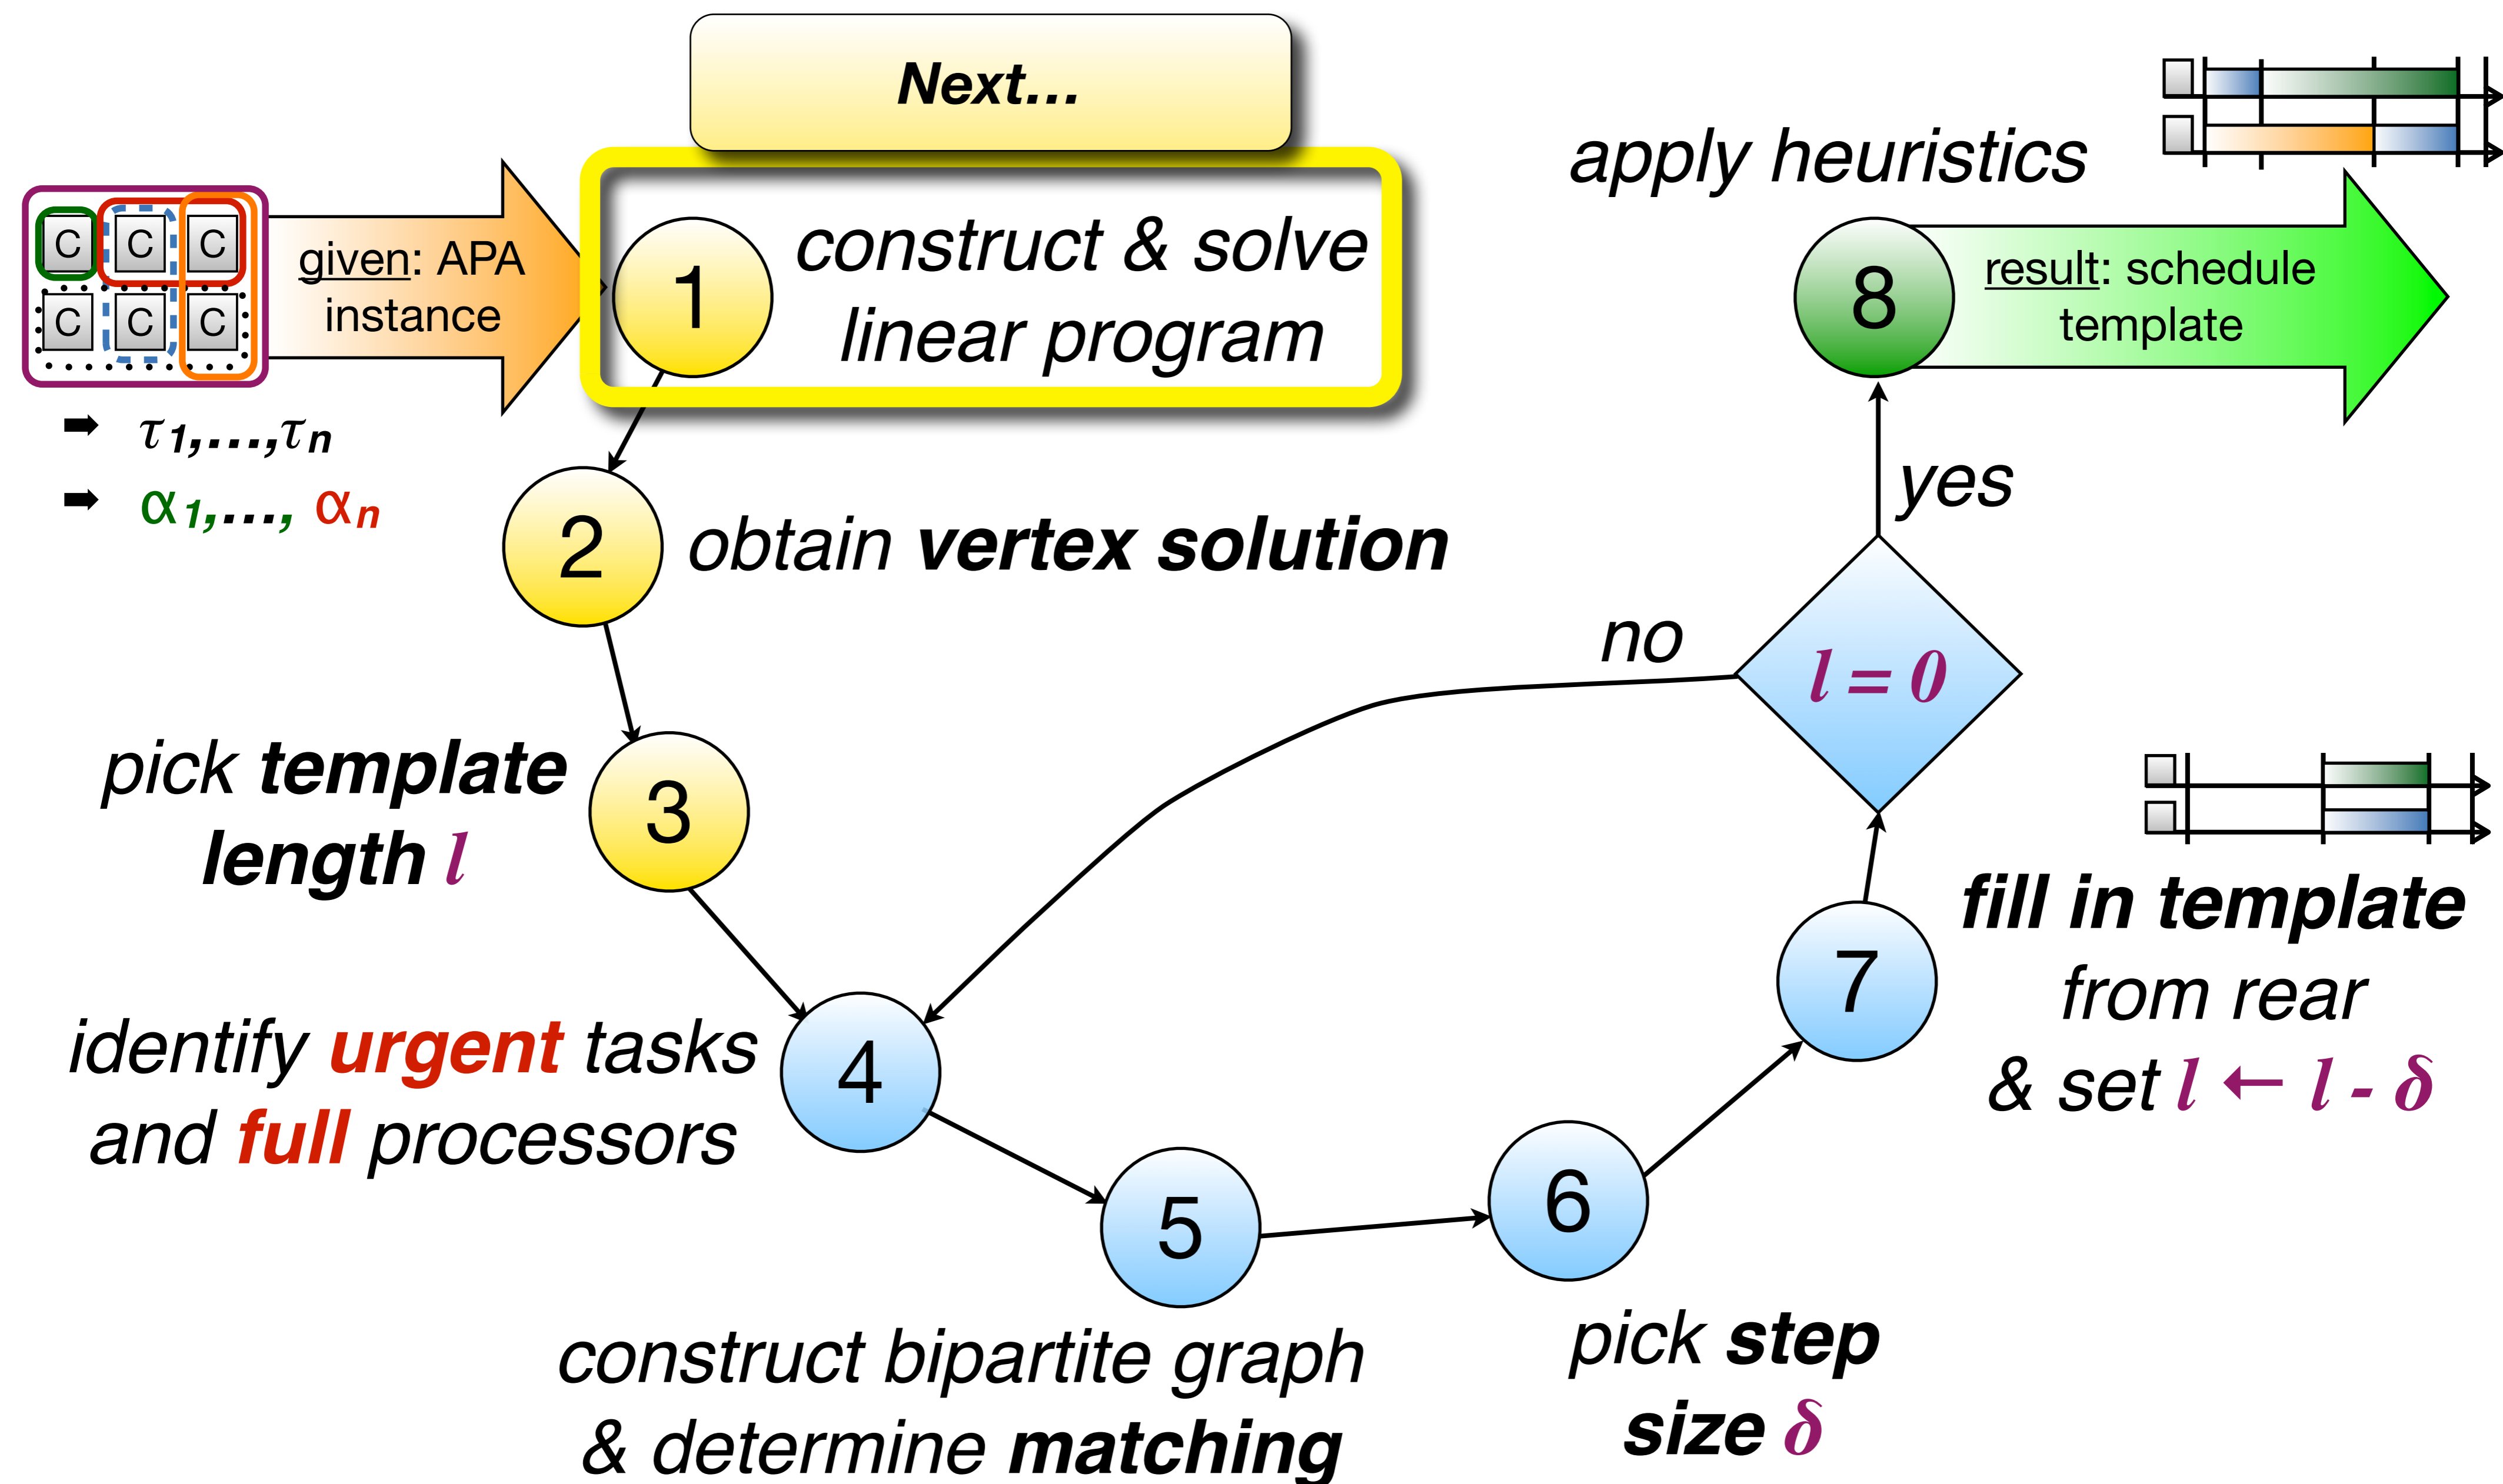 Next...
C C C
C C C
given: APA
instance
τ1,...,τn
α1,..., αn
1
construct & solve
linear program
2
obtain vertex solution
3
pick template
length l
4
identify urgent tasks
and full processors
5
construct bipartite graph
& determine matching
6
pick step
size δ
7
fill in template
from rear
& set l ← l - δ
l = 0
no
yes
8
apply heuristics
result: schedule
template